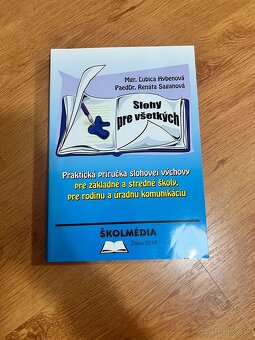 Mgr. Ľubica Hybenová
PaedDr. Renáta Saganová
Slohy
pre všetkých
Praktická príručka slohovej výchovy
pre základné a stredné školy,
pre rodinu a úradnú komunikáciu
ŠKOLMÉDIA
Žilina 2016